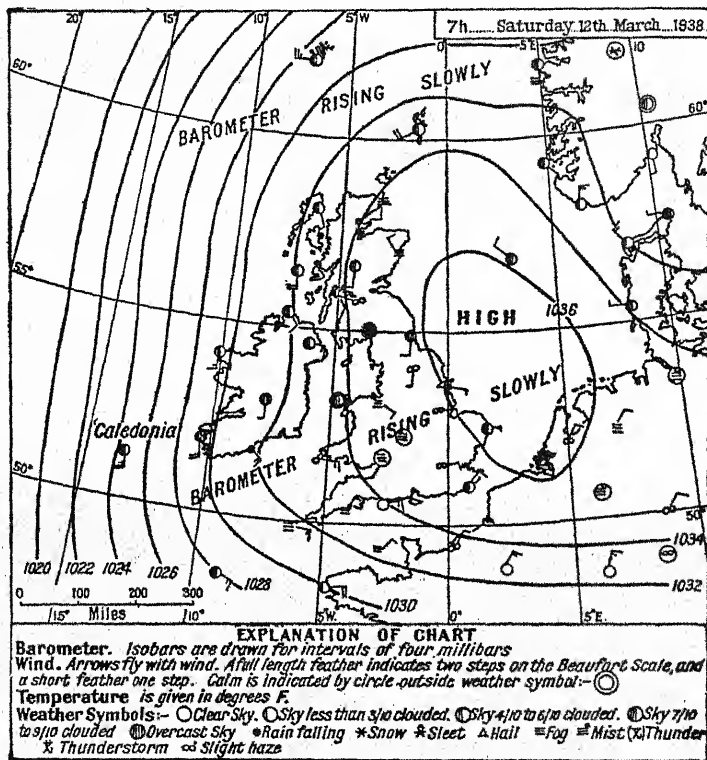 20° 15° 10° 5°W 0° 5°E 10
7h...... Saturday 12th March 1938
60°
60°
BAROMETER RISING SLOWLY
55°
HIGH
1036
SLOWLY
'Caledonia'
RISING
BAROMETER
50°
50°
1034
1032
1020 1022 1024 1026 1028 1030
0 100 200 300
Miles
15° 10° 5°W 0° 5°E.
EXPLANATION OF CHART
Barometer. Isobars are drawn for intervals of four millibars
Wind. Arrows fly with wind. A full length feather indicates two steps on the Beaufort Scale, and
a short feather one step. Calm is indicated by circle outside weather symbol:-
Temperature is given in degrees F.
Weather Symbols:- Clear Sky. Sky less than 3/10 clouded. Sky 4/10 to 6/10 clouded. Sky 7/10
to 9/10 clouded Overcast Sky Rain falling Snow Sleet Hail Fog Mist Thunder
Thunderstorm Slight haze